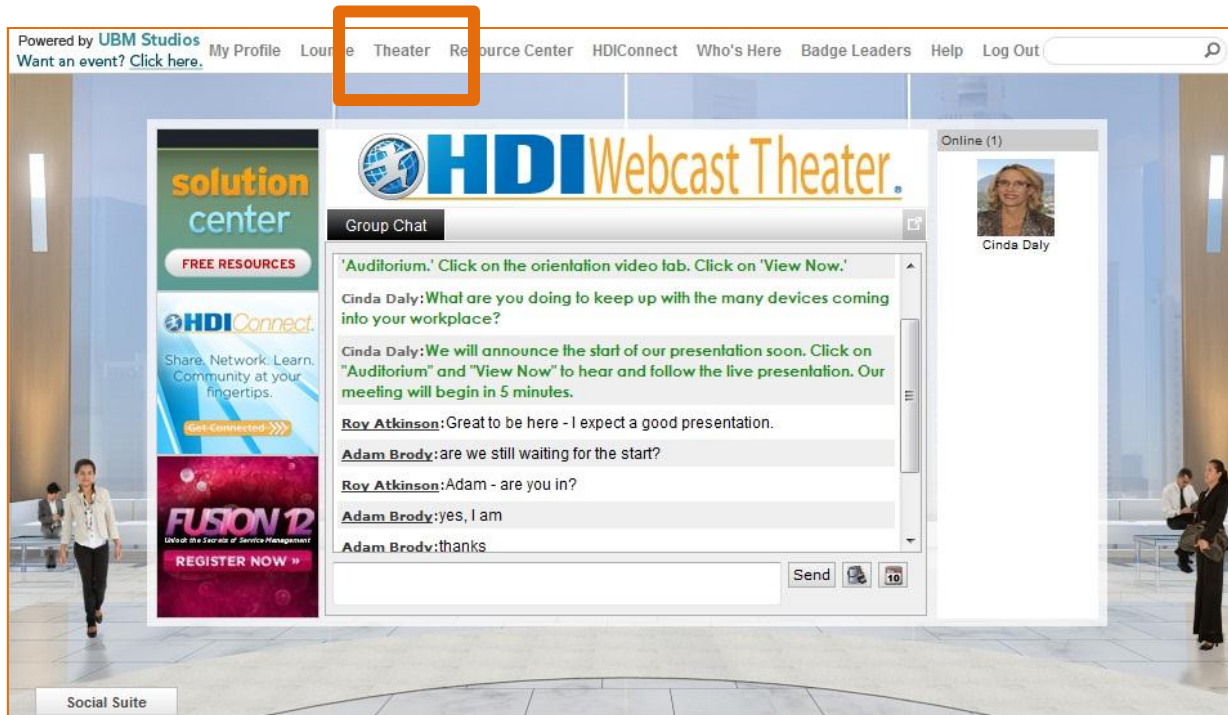 Powered by UBM Studios
Want an event? Click here.
My Profile Lounge Theater Resource Center HDIConnect Who's Here Badge Leaders Help Log Out
solution
center
FREE RESOURCES
HDIConnect.
Share. Network. Learn.
Community at your
fingertips.
Get Connected >>>
FUSION 12
Unlock the Secrets of Service Management
REGISTER NOW »
HDI Webcast Theater.
Group Chat
'Auditorium.' Click on the orientation video tab. Click on 'View Now.'
Cinda Daly:What are you doing to keep up with the many devices coming
into your workplace?
Cinda Daly:We will announce the start of our presentation soon. Click on
"Auditorium" and "View Now" to hear and follow the live presentation. Our
meeting will begin in 5 minutes.
Roy Atkinson:Great to be here - I expect a good presentation.
Adam Brody:are we still waiting for the start?
Roy Atkinson:Adam - are you in?
Adam Brody:yes, I am
Adam Brody:thanks
Send
10
Online (1)
Cinda Daly
Social Suite